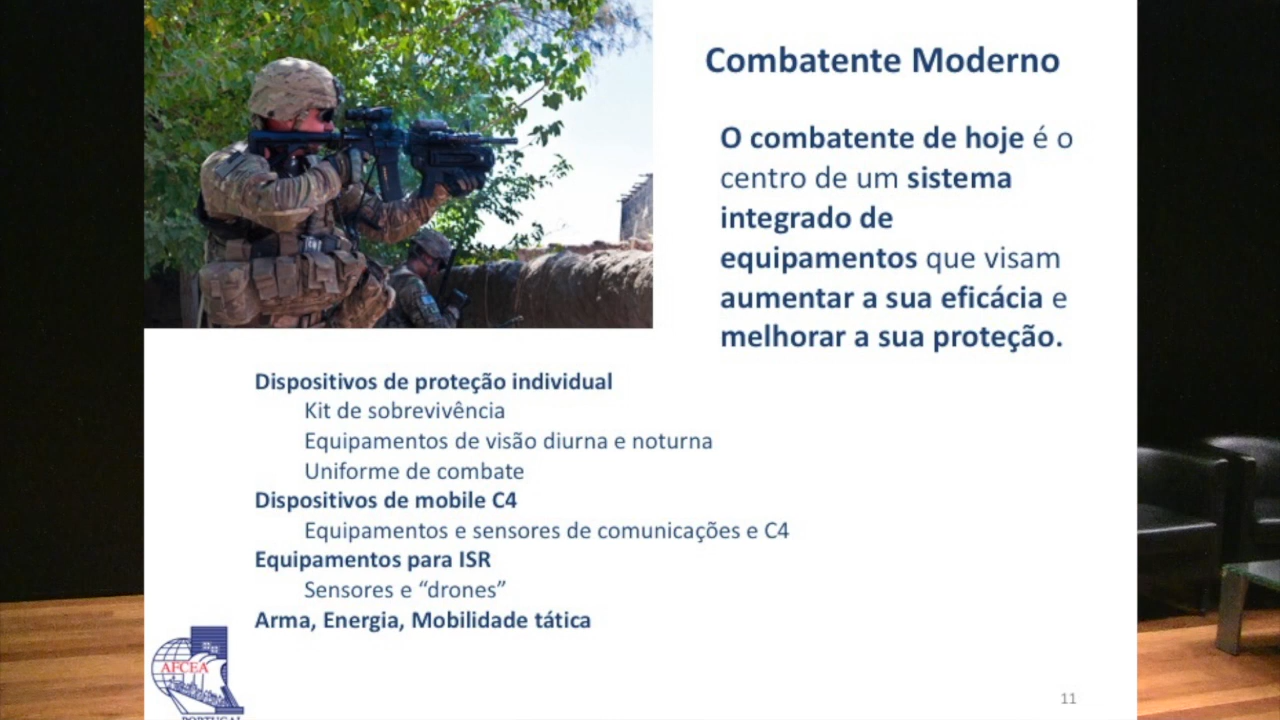 Combatente Moderno
O combatente de hoje é o
centro de um sistema
integrado de
equipamentos que visam
aumentar a sua eficácia e
melhorar a sua proteção.
Dispositivos de proteção individual
Kit de sobrevivência
Equipamentos de visão diurna e noturna
Uniforme de combate
Dispositivos de mobile C4
Equipamentos e sensores de comunicações e C4
Equipamentos para ISR
Sensores e “drones”
Arma, Energia, Mobilidade tática
AFCEA
PORTUGAL
11